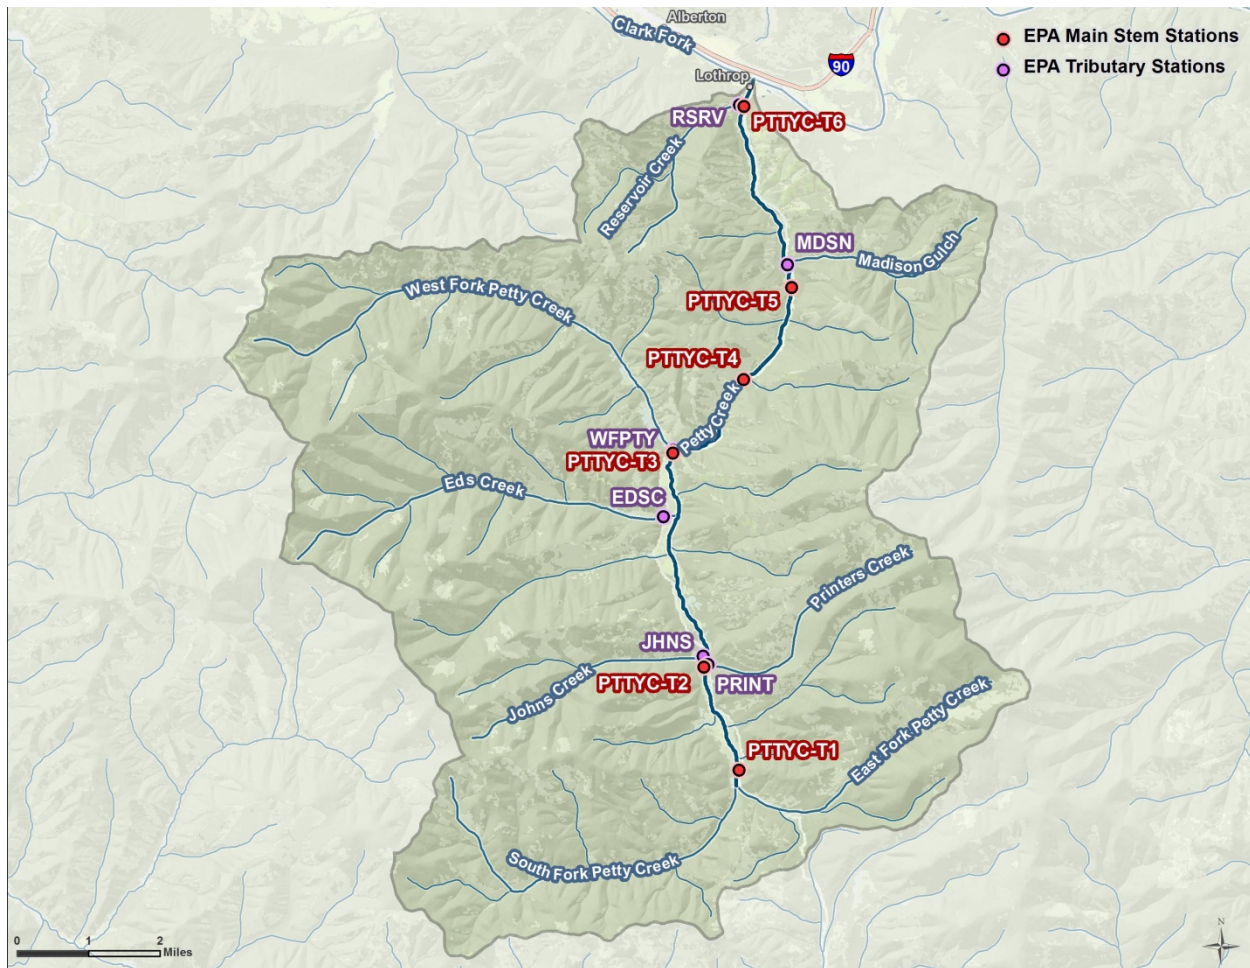 Alberton
Clark Fork
EPA Main Stem Stations
EPA Tributary Stations
90
Lothrop
RSRV
PTTYC-T6
Reservoir Creek
MDSN
Madison Gulch
West Fork Petty Creek
PTTYC-T5
PTTYC-T4
Petty Creek
WFPTY
PTTYC-T3
Eds Creek
EDSC
Printers Creek
JHNS
PTTYC-T2
PRINT
Johns Creek
East Fork Petty Creek
PTTYC-T1
South Fork Petty Creek
0 1 2
Miles
N